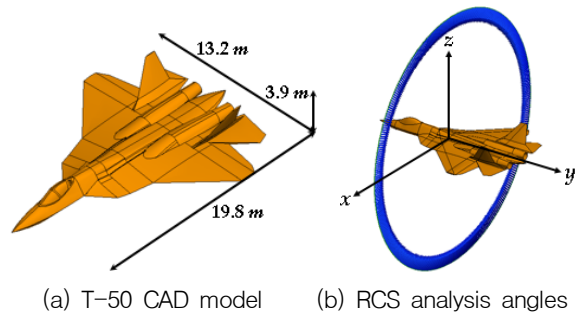 13.2 m
3.9 m
19.8 m
z
x
y
(a) T-50 CAD model
(b) RCS analysis angles